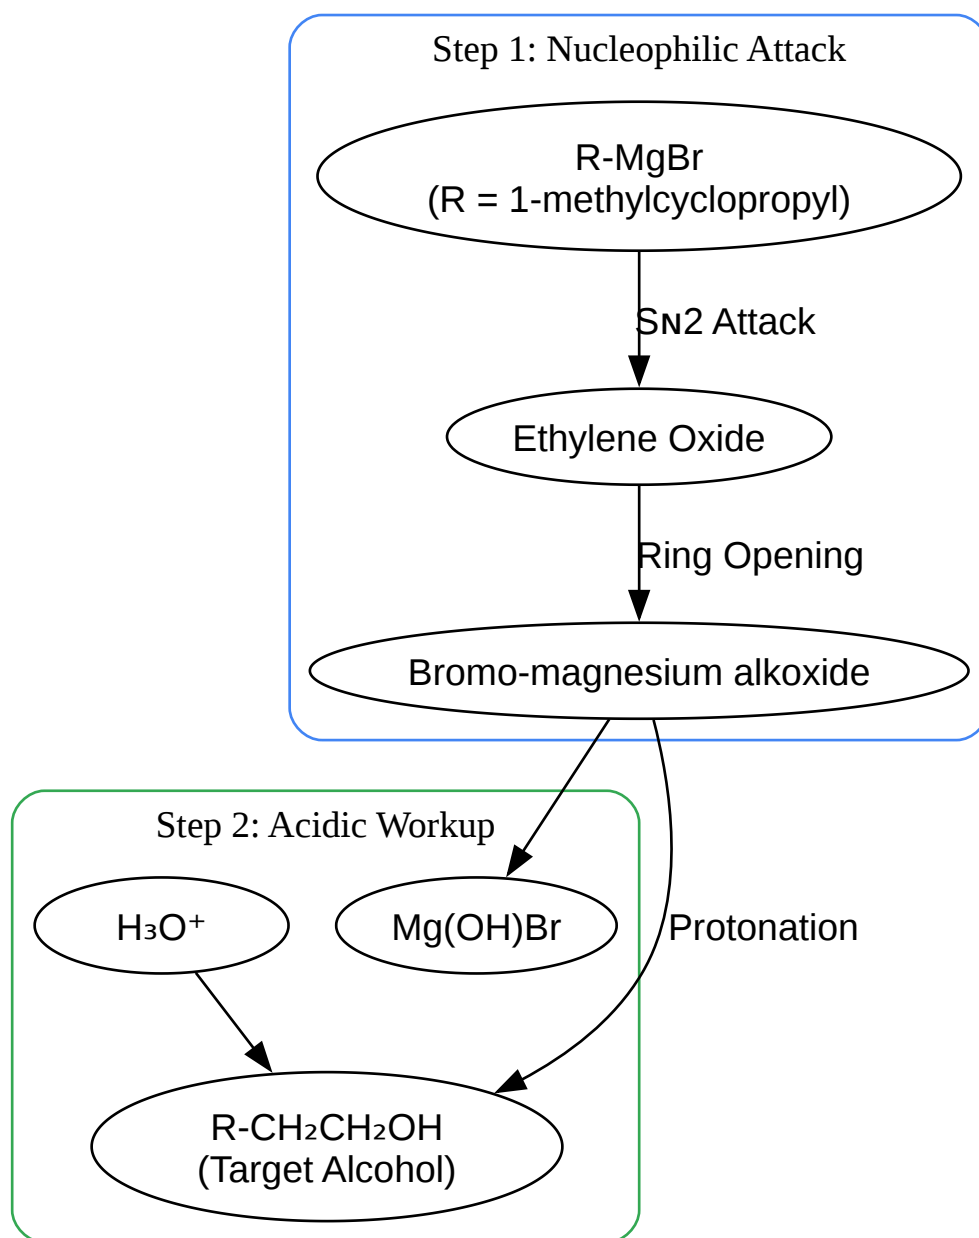 Step 1: Nucleophilic Attack
R-MgBr
(R = 1-methylcyclopropyl)
Sɴ2 Attack
Ethylene Oxide
Ring Opening
Bromo-magnesium alkoxide
Step 2: Acidic Workup
H₃O⁺
Mg(OH)Br
Protonation
R-CH₂CH₂OH
(Target Alcohol)